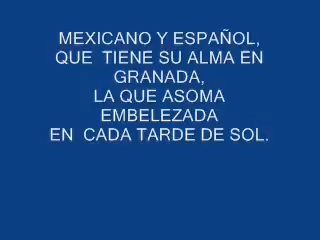 MEXICANO Y ESPAÑOL,
QUE TIENE SU ALMA EN
GRANADA,
LA QUE ASOMA
EMBELEZADA
EN CADA TARDE DE SOL.